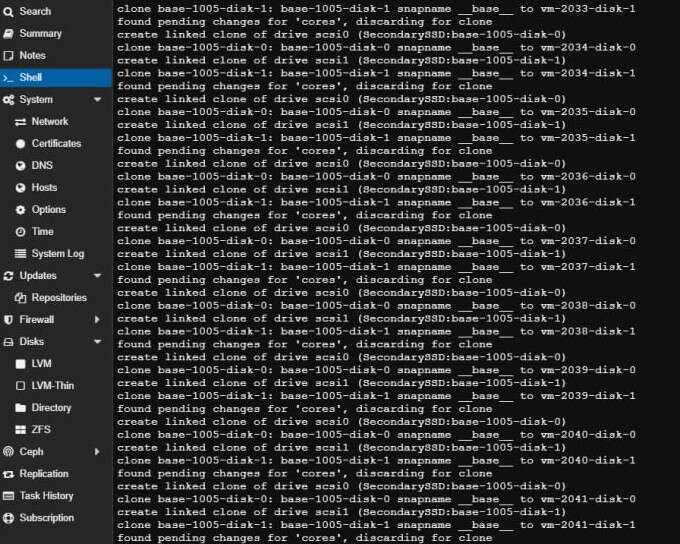 Search
Summary
Notes
>_ Shell
System
Network
Certificates
DNS
Hosts
Options
Time
System Log
Updates
Repositories
Firewall
Disks
LVM
LVM-Thin
Directory
ZFS
Ceph
Replication
Task History
Subscription
clone base-1005-disk-1: base-1005-disk-1 snapname __base__ to vm-2033-disk-1
found pending changes for 'cores', discarding for clone
create linked clone of drive scsi0 (SecondarySSD:base-1005-disk-0)
clone base-1005-disk-0: base-1005-disk-0 snapname __base__ to vm-2034-disk-0
create linked clone of drive scsi1 (SecondarySSD:base-1005-disk-1)
clone base-1005-disk-1: base-1005-disk-1 snapname __base__ to vm-2034-disk-1
found pending changes for 'cores', discarding for clone
create linked clone of drive scsi0 (SecondarySSD:base-1005-disk-0)
clone base-1005-disk-0: base-1005-disk-0 snapname __base__ to vm-2035-disk-0
create linked clone of drive scsi1 (SecondarySSD:base-1005-disk-1)
clone base-1005-disk-1: base-1005-disk-1 snapname __base__ to vm-2035-disk-1
found pending changes for 'cores', discarding for clone
create linked clone of drive scsi0 (SecondarySSD:base-1005-disk-0)
clone base-1005-disk-0: base-1005-disk-0 snapname __base__ to vm-2036-disk-0
create linked clone of drive scsi1 (SecondarySSD:base-1005-disk-1)
clone base-1005-disk-1: base-1005-disk-1 snapname __base__ to vm-2036-disk-1
found pending changes for 'cores', discarding for clone
create linked clone of drive scsi0 (SecondarySSD:base-1005-disk-0)
clone base-1005-disk-0: base-1005-disk-0 snapname __base__ to vm-2037-disk-0
create linked clone of drive scsi1 (SecondarySSD:base-1005-disk-1)
clone base-1005-disk-1: base-1005-disk-1 snapname __base__ to vm-2037-disk-1
found pending changes for 'cores', discarding for clone
create linked clone of drive scsi0 (SecondarySSD:base-1005-disk-0)
clone base-1005-disk-0: base-1005-disk-0 snapname __base__ to vm-2038-disk-0
create linked clone of drive scsi1 (SecondarySSD:base-1005-disk-1)
clone base-1005-disk-1: base-1005-disk-1 snapname __base__ to vm-2038-disk-1
found pending changes for 'cores', discarding for clone
create linked clone of drive scsi0 (SecondarySSD:base-1005-disk-0)
clone base-1005-disk-0: base-1005-disk-0 snapname __base__ to vm-2039-disk-0
create linked clone of drive scsi1 (SecondarySSD:base-1005-disk-1)
clone base-1005-disk-1: base-1005-disk-1 snapname __base__ to vm-2039-disk-1
found pending changes for 'cores', discarding for clone
create linked clone of drive scsi0 (SecondarySSD:base-1005-disk-0)
clone base-1005-disk-0: base-1005-disk-0 snapname __base__ to vm-2040-disk-0
create linked clone of drive scsi1 (SecondarySSD:base-1005-disk-1)
clone base-1005-disk-1: base-1005-disk-1 snapname __base__ to vm-2040-disk-1
found pending changes for 'cores', discarding for clone
create linked clone of drive scsi0 (SecondarySSD:base-1005-disk-0)
clone base-1005-disk-0: base-1005-disk-0 snapname __base__ to vm-2041-disk-0
create linked clone of drive scsi1 (SecondarySSD:base-1005-disk-1)
clone base-1005-disk-1: base-1005-disk-1 snapname __base__ to vm-2041-disk-1
found pending changes for 'cores', discarding for clone